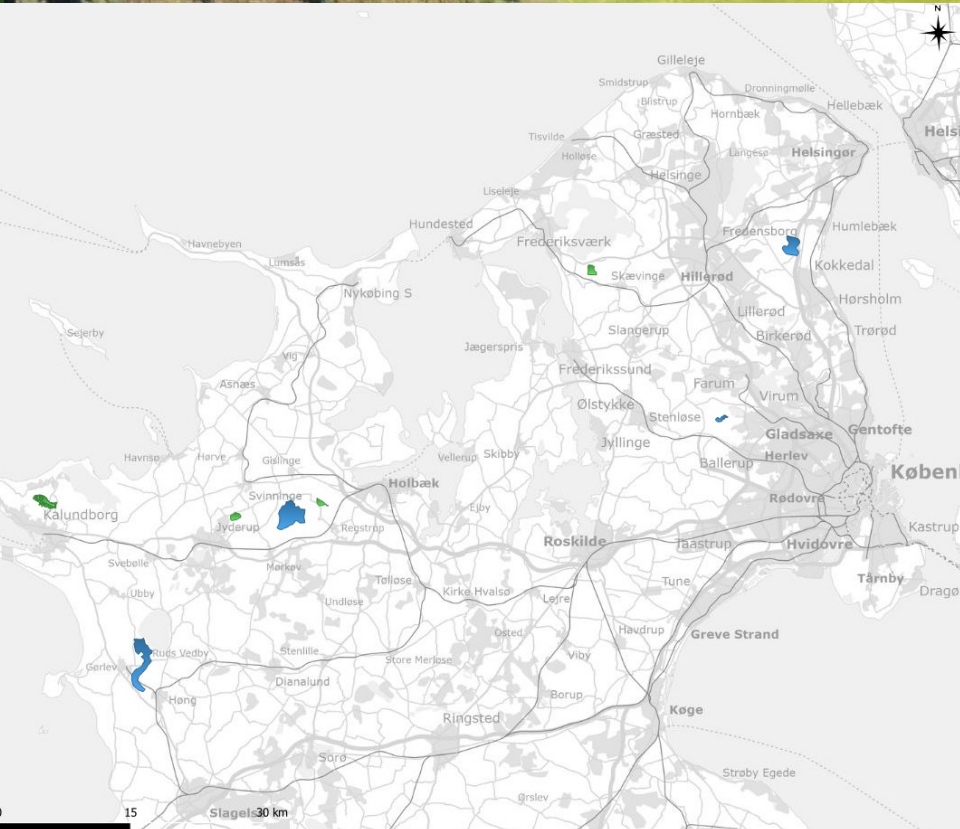 N
Gilleleje
Smidstrup
Dronningmølle
Blistrup
Hellebæk
Hornbæk
Tisvilde
Græsted
Helsi
Holløse
Langesø
Helsingør
Helsinge
Liseleje
Hundested
Humlebæk
Fredensborg
Havnebyen
Frederiksværk
Lumsås
Kokkedal
Skævinge
Hillerød
Nykøbing S
Hørsholm
Lillerød
Sejerby
Slangerup
Trørød
Birkerød
Jægerspris
Vig
Frederikssund
Asnæs
Farum
Virum
Ølstykke
Stenløse
Gentofte
Gladsaxe
Jyllinge
Havnsø
Hørve
Gislinge
Vellerup
Skibby
Herlev
Ballerup
Københ
Holbæk
Svinninge
Rødovre
Kalundborg
Ejby
Jyderup
Regstrup
Kastrup
Roskilde
Taastrup
Hvidovre
Svebølle
Mørkøv
Tølløse
Tune
Tårnby
Ubby
Kirke Hvalsø
Lejre
Dragø
Undløse
Havdrup
Osted
Greve Strand
Ruds Vedby
Stenlille
Store Merløse
Viby
Gørlev
Dianalund
Høng
Borup
Køge
Ringsted
Sorø
Strøby Egede
Ørslev
0
15
30 km
Slagels